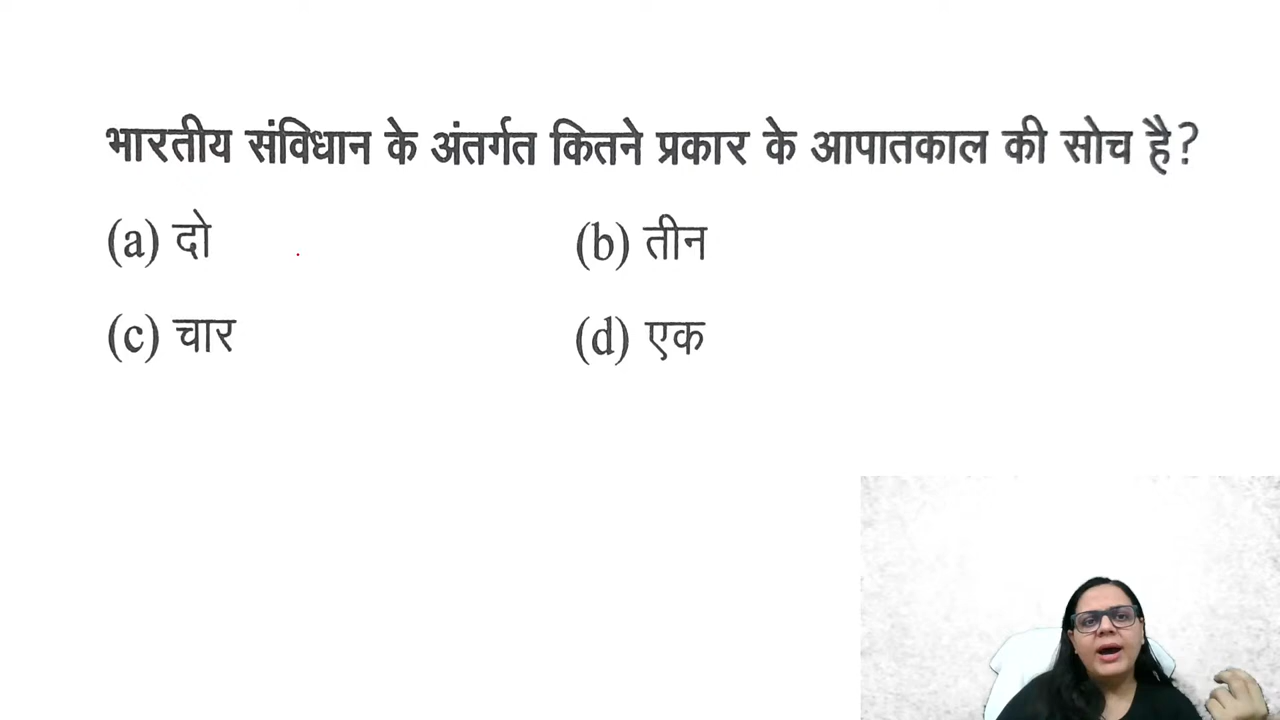 भारतीय संविधान के अंतर्गत कितने प्रकार के आपातकाल की सोच है?
(a) दो (b) तीन
(c) चार (d) एक